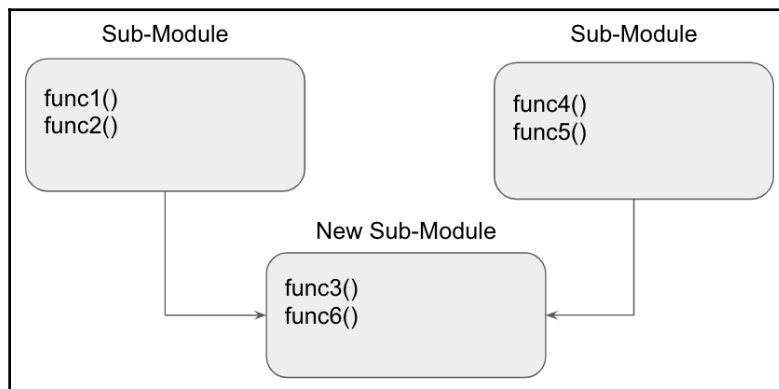 Sub-Module
func1()
func2()
Sub-Module
func4()
func5()
New Sub-Module
func3()
func6()